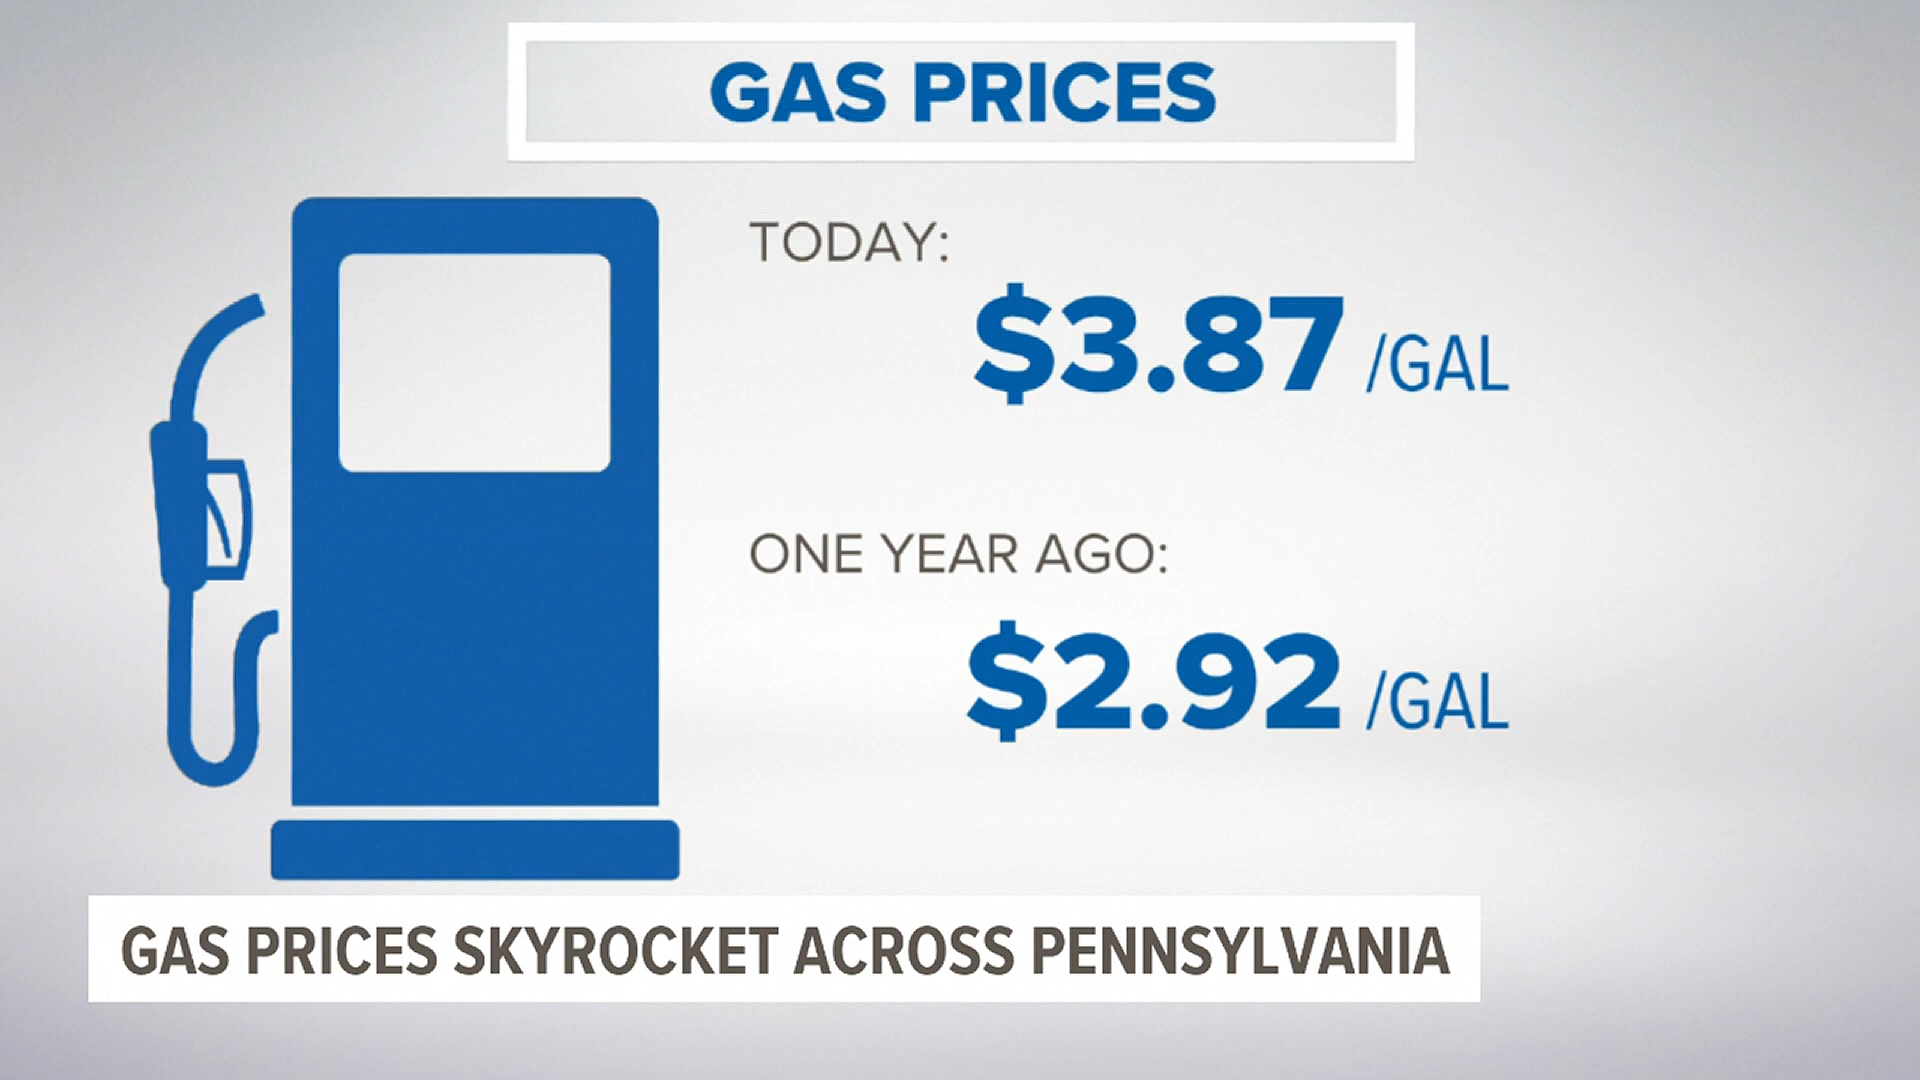 GAS PRICES
TODAY:
$3.87 /GAL
ONE YEAR AGO:
$2.92 /GAL
GAS PRICES SKYROCKET ACROSS PENNSYLVANIA